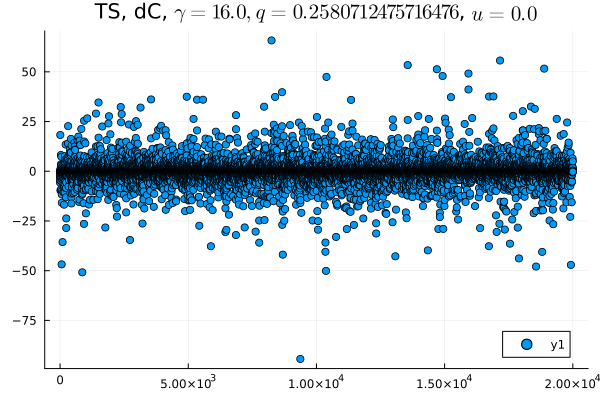 TS, dC, γ = 16.0, q = 0.2580712475716476, u = 0.0
50
25
0
−25
−50
−75
y1
0 5.00×10³ 1.00×10⁴ 1.50×10⁴ 2.00×10⁴